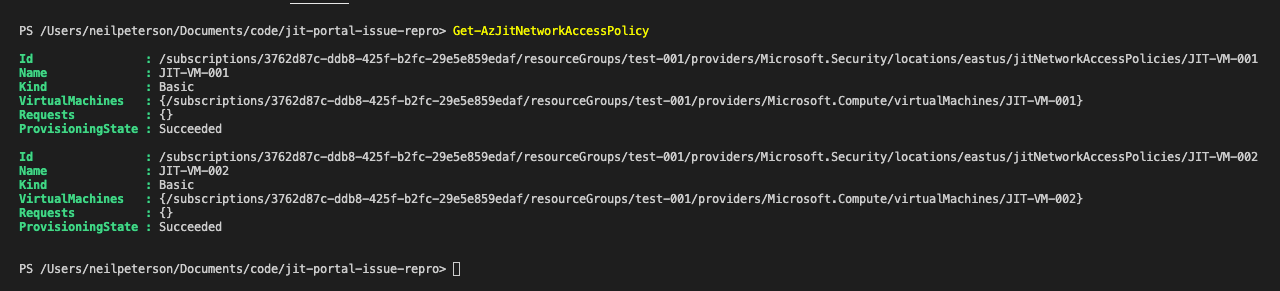 PS /Users/neilpeterson/Documents/code/jit-portal-issue-repro> Get-AzJitNetworkAccessPolicy
Id                : /subscriptions/3762d87c-ddb8-425f-b2fc-29e5e859edaf/resourceGroups/test-001/providers/Microsoft.Security/locations/eastus/jitNetworkAccessPolicies/JIT-VM-001
Name              : JIT-VM-001
Kind              : Basic
VirtualMachines   : {/subscriptions/3762d87c-ddb8-425f-b2fc-29e5e859edaf/resourceGroups/test-001/providers/Microsoft.Compute/virtualMachines/JIT-VM-001}
Requests          : {}
ProvisioningState : Succeeded
Id                : /subscriptions/3762d87c-ddb8-425f-b2fc-29e5e859edaf/resourceGroups/test-001/providers/Microsoft.Security/locations/eastus/jitNetworkAccessPolicies/JIT-VM-002
Name              : JIT-VM-002
Kind              : Basic
VirtualMachines   : {/subscriptions/3762d87c-ddb8-425f-b2fc-29e5e859edaf/resourceGroups/test-001/providers/Microsoft.Compute/virtualMachines/JIT-VM-002}
Requests          : {}
ProvisioningState : Succeeded
PS /Users/neilpeterson/Documents/code/jit-portal-issue-repro>